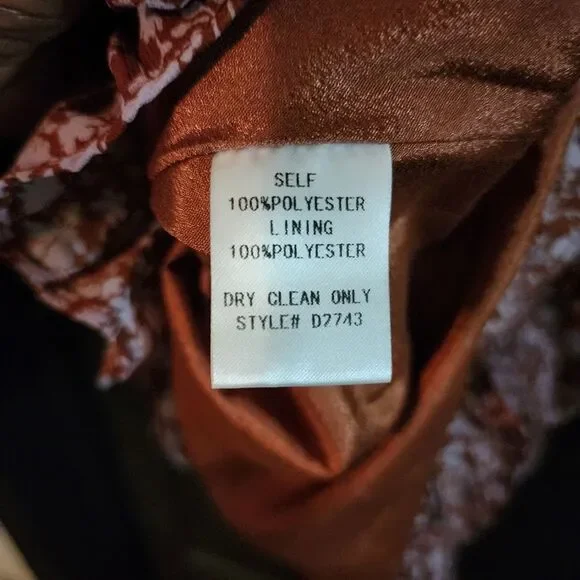 SELF
100%POLYESTER
LINING
100%POLYESTER
DRY CLEAN ONLY
STYLE# D2743